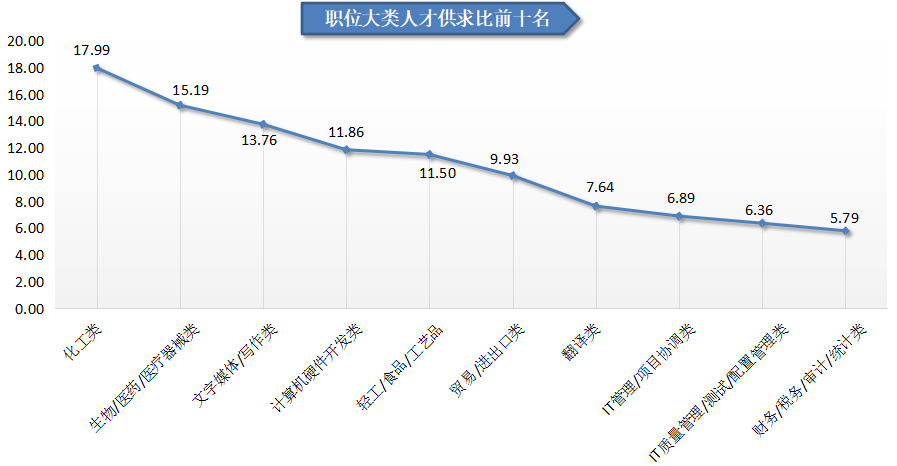 职位大类人才供求比前十名
20.00
18.00
16.00
14.00
12.00
10.00
8.00
6.00
4.00
2.00
0.00
17.99
15.19
13.76
11.86
11.50
9.93
7.64
6.89
6.36
5.79
化工类
生物/医药/医疗器械类
文字媒体/写作类
计算机硬件开发类
轻工/食品/工艺品
贸易/进出口类
翻译类
IT管理/项目协调类
IT质量管理/测试/配置管理类
财务/税务/审计/统计类